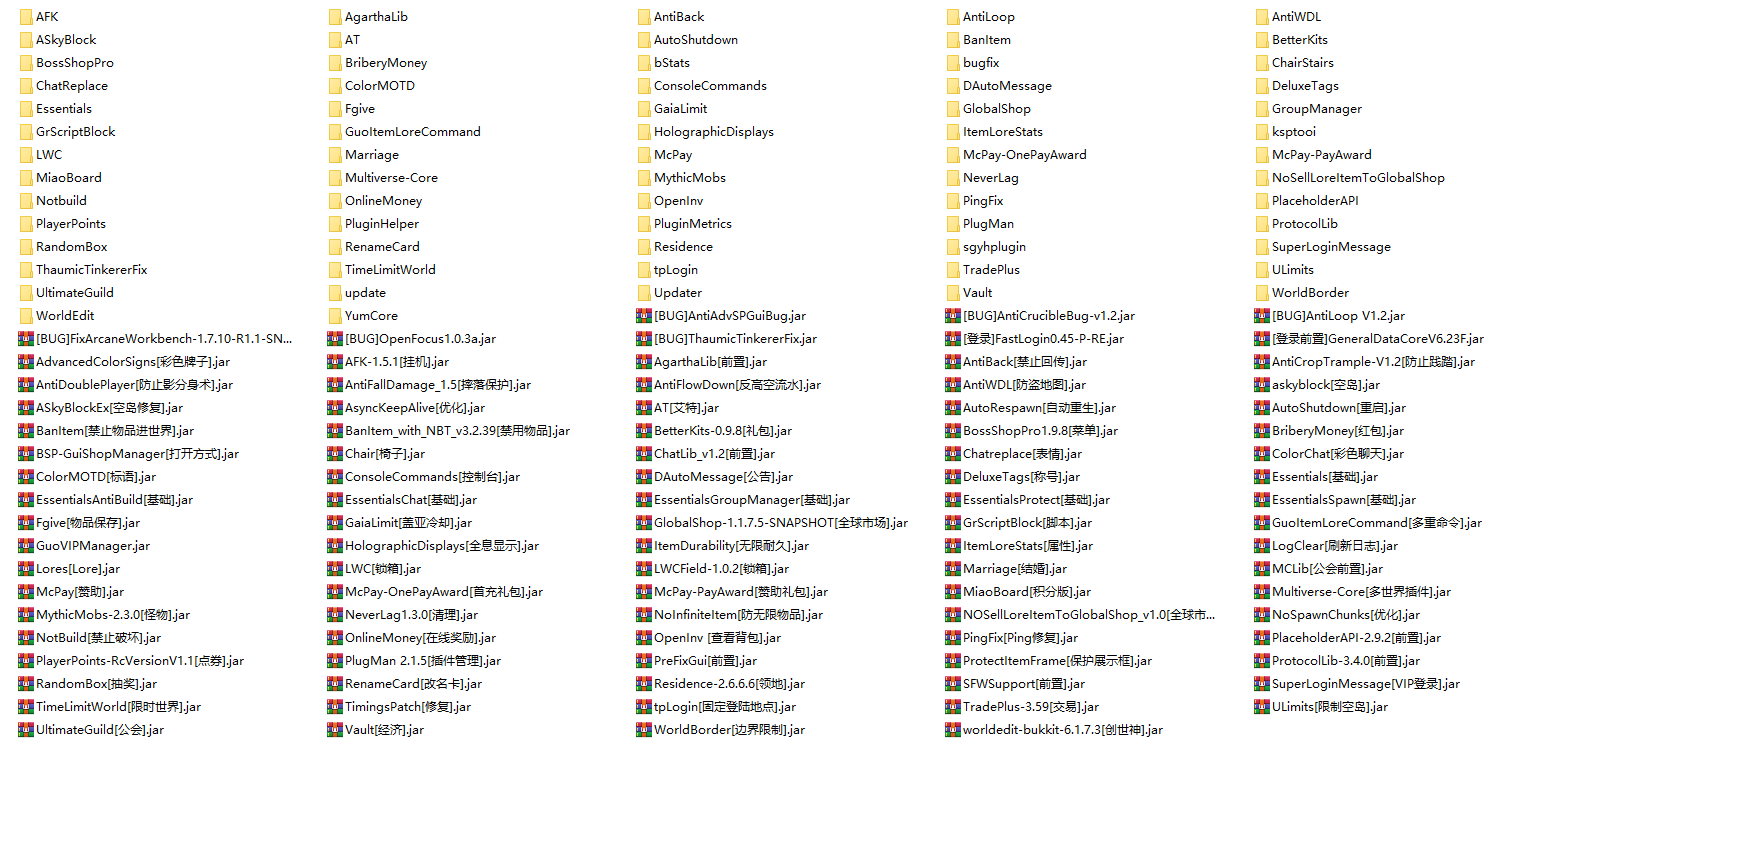 AFK AgarthaLib AntiBack AntiLoop AntiWDL
ASkyBlock AT AutoShutdown BanItem BetterKits
BossShopPro BriberyMoney bStats bugfix ChairStairs
ChatReplace ColorMOTD ConsoleCommands DAutoMessage DeluxeTags
Essentials Fgive GaiaLimit GlobalShop GroupManager
GrScriptBlock GuoItemLoreCommand HolographicDisplays ItemLoreStats ksptooi
LWC Marriage McPay McPay-OnePayAward McPay-PayAward
MiaoBoard Multiverse-Core MythicMobs NeverLag NoSellLoreItemToGlobalShop
Notbuild OnlineMoney OpenInv PingFix PlaceholderAPI
PlayerPoints PluginHelper PluginMetrics PlugMan ProtocolLib
RandomBox RenameCard Residence sgyhplugin SuperLoginMessage
ThaumicTinkererFix TimeLimitWorld tpLogin TradePlus ULimits
UltimateGuild update Updater Vault WorldBorder
WorldEdit YumCore [BUG]AntiAdvSPGuiBug.jar [BUG]AntiCrucibleBug-v1.2.jar [BUG]AntiLoop V1.2.jar
[BUG]FixArcaneWorkbench-1.7.10-R1.1-SN... [BUG]OpenFocus1.0.3a.jar [BUG]ThaumicTinkererFix.jar [登录]FastLogin0.45-P-RE.jar [登录前置]GeneralDataCoreV6.23F.jar
AdvancedColorSigns[彩色牌子].jar AFK-1.5.1[挂机].jar AgarthaLib[前置].jar AntiBack[禁止回传].jar AntiCropTrample-V1.2[防止践踏].jar
AntiDoublePlayer[防止影分身术].jar AntiFallDamage_1.5[摔落保护].jar AntiFlowDown[反高空流水].jar AntiWDL[防盗地图].jar askyblock[空岛].jar
ASkyBlockEx[空岛修复].jar AsyncKeepAlive[优化].jar AT[艾特].jar AutoRespawn[自动重生].jar AutoShutdown[重启].jar
BanItem[禁止物品进世界].jar BanItem_with_NBT_v3.2.39[禁用物品].jar BetterKits-0.9.8[礼包].jar BossShopPro1.9.8[菜单].jar BriberyMoney[红包].jar
BSP-GuiShopManager[打开方式].jar Chair[椅子].jar ChatLib_v1.2[前置].jar Chatreplace[表情].jar ColorChat[彩色聊天].jar
ColorMOTD[标语].jar ConsoleCommands[控制台].jar DAutoMessage[公告].jar DeluxeTags[称号].jar Essentials[基础].jar
EssentialsAntiBuild[基础].jar EssentialsChat[基础].jar EssentialsGroupManager[基础].jar EssentialsProtect[基础].jar EssentialsSpawn[基础].jar
Fgive[物品保存].jar GaiaLimit[盖亚冷却].jar GlobalShop-1.1.7.5-SNAPSHOT[全球市场].jar GrScriptBlock[脚本].jar GuoItemLoreCommand[多重命令].jar
GuoVIPManager.jar HolographicDisplays[全息显示].jar ItemDurability[无限耐久].jar ItemLoreStats[属性].jar LogClear[刷新日志].jar
Lores[Lore].jar LWC[锁箱].jar LWCField-1.0.2[锁箱].jar Marriage[结婚].jar MCLib[公会前置].jar
McPay[赞助].jar McPay-OnePayAward[首充礼包].jar McPay-PayAward[赞助礼包].jar MiaoBoard[积分版].jar Multiverse-Core[多世界插件].jar
MythicMobs-2.3.0[怪物].jar NeverLag1.3.0[清理].jar NoInfiniteItem[防无限物品].jar NOSellLoreItemToGlobalShop_v1.0[全球市... NoSpawnChunks[优化].jar
NotBuild[禁止破坏].jar OnlineMoney[在线奖励].jar OpenInv [查看背包].jar PingFix[Ping修复].jar PlaceholderAPI-2.9.2[前置].jar
PlayerPoints-RcVersionV1.1[点券].jar PlugMan 2.1.5[插件管理].jar PreFixGui[前置].jar ProtectItemFrame[保护展示框].jar ProtocolLib-3.4.0[前置].jar
RandomBox[抽奖].jar RenameCard[改名卡].jar Residence-2.6.6.6[领地].jar SFWSupport[前置].jar SuperLoginMessage[VIP登录].jar
TimeLimitWorld[限时世界].jar TimingsPatch[修复].jar tpLogin[固定登陆地点].jar TradePlus-3.59[交易].jar ULimits[限制空岛].jar
UltimateGuild[公会].jar Vault[经济].jar WorldBorder[边界限制].jar worldedit-bukkit-6.1.7.3[创世神].jar